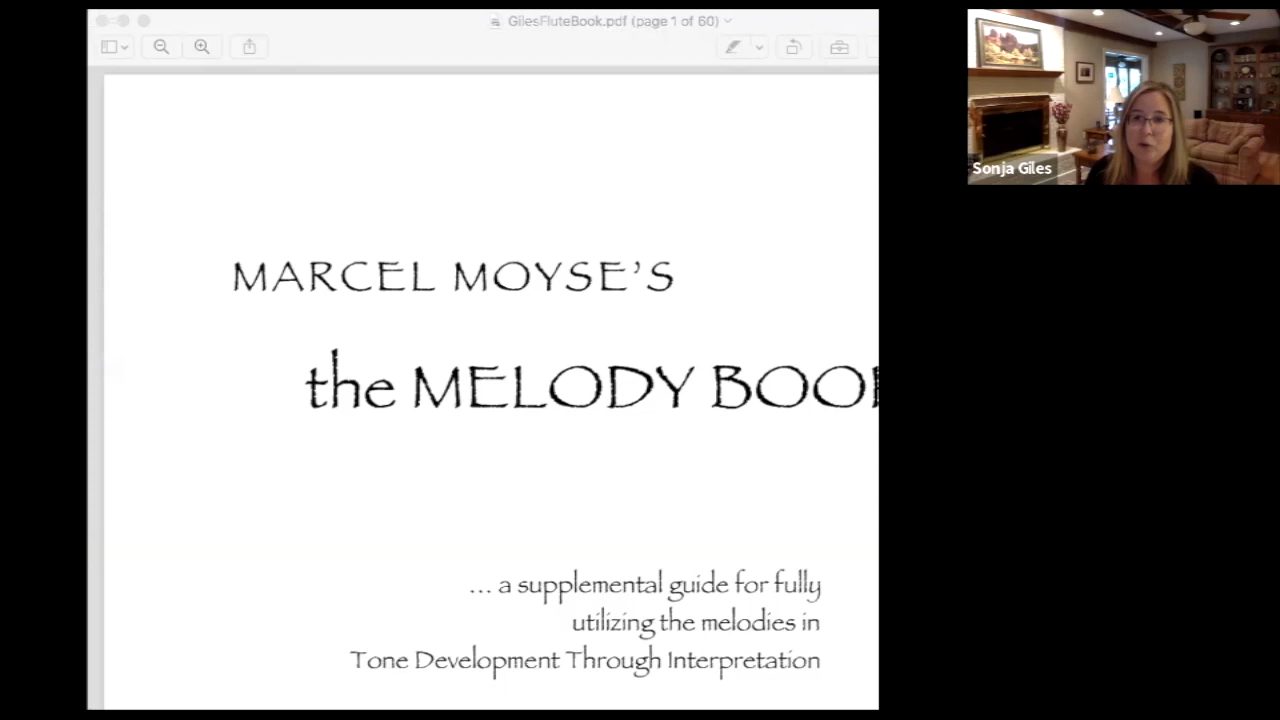 GilesFluteBook.pdf (page 1 of 60)
MARCEL MOYSE'S
the MELODY BOO
... a supplemental guide for fully
utilizing the melodies in
Tone Development Through Interpretation
Sonja Giles